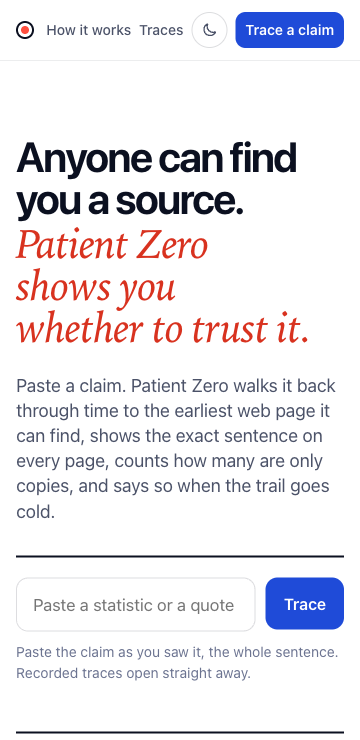 How it works Traces Trace a claim
Anyone can find
you a source.
Patient Zero
shows you
whether to trust it.
Paste a claim. Patient Zero walks it back
through time to the earliest web page it
can find, shows the exact sentence on
every page, counts how many are only
copies, and says so when the trail goes
cold.
Paste a statistic or a quote Trace
Paste the claim as you saw it, the whole sentence.
Recorded traces open straight away.